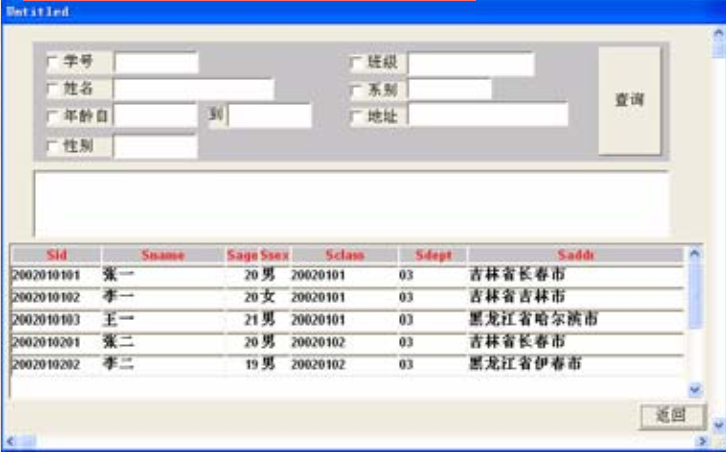 Untitled
学号 班级
姓名 系别
查询
年龄自 到 地址
性别
Sid Sname Sage Ssex Sclass Sdept Saddr
2002010101 张一 20 男 20020101 03 吉林省长春市
2002010102 李一 20 女 20020101 03 吉林省吉林市
2002010103 王一 21 男 20020101 03 黑龙江省哈尔滨市
2002010201 张二 20 男 20020102 03 吉林省长春市
2002010202 李二 19 男 20020102 03 黑龙江省伊春市
返回